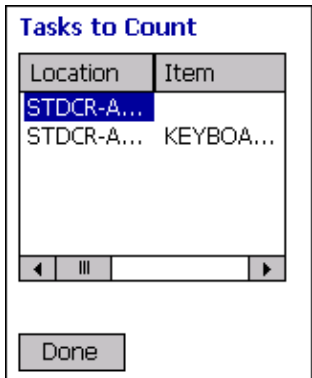 Tasks to Count
Location Item
STDCR-A...
STDCR-A... KEYBOA...
Done